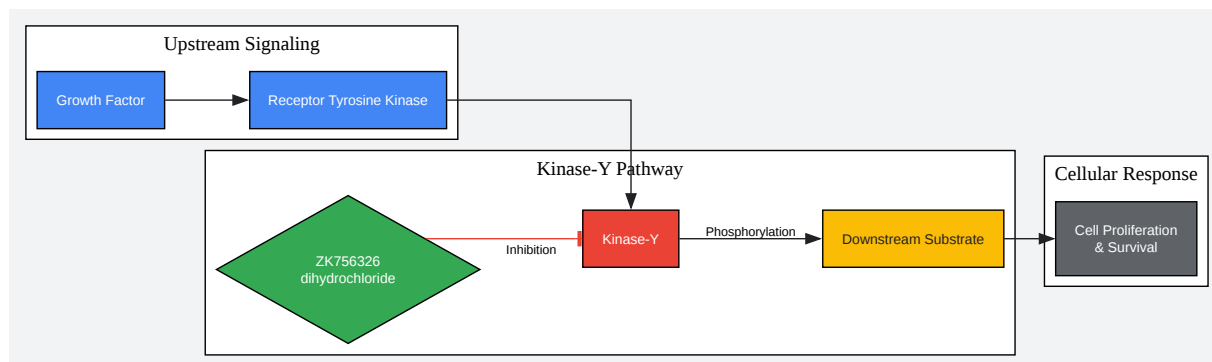 Upstream Signaling
Growth Factor
Receptor Tyrosine Kinase
Kinase-Y Pathway
ZK756326
dihydrochloride
Inhibition
Kinase-Y
Phosphorylation
Downstream Substrate
Cellular Response
Cell Proliferation
& Survival